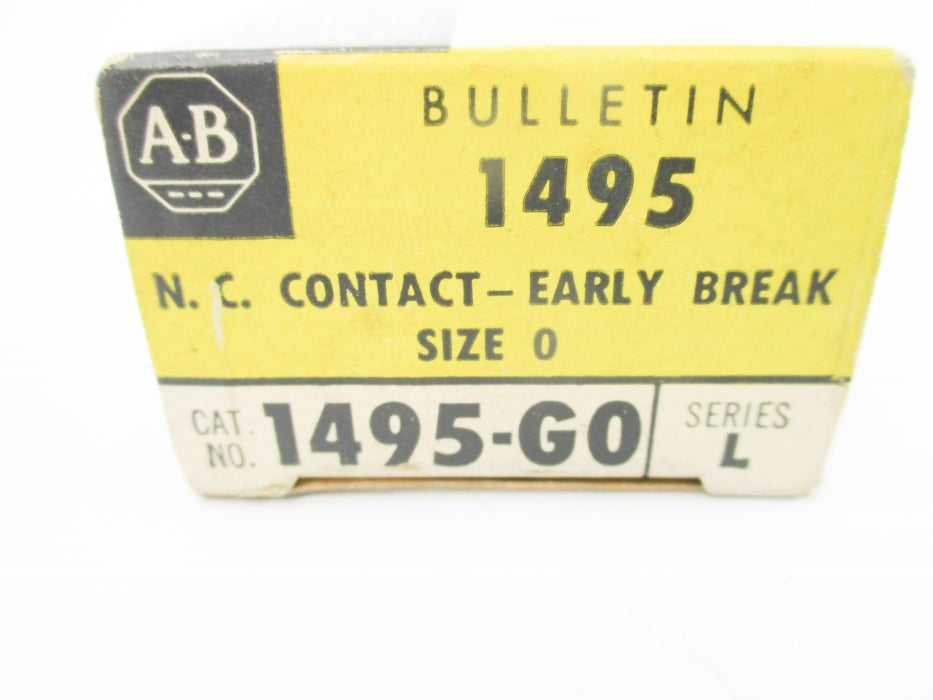 A-B
BULLETIN
1495
N. C. CONTACT — EARLY BREAK
SIZE 0
CAT. NO. 1495-G0
SERIES L